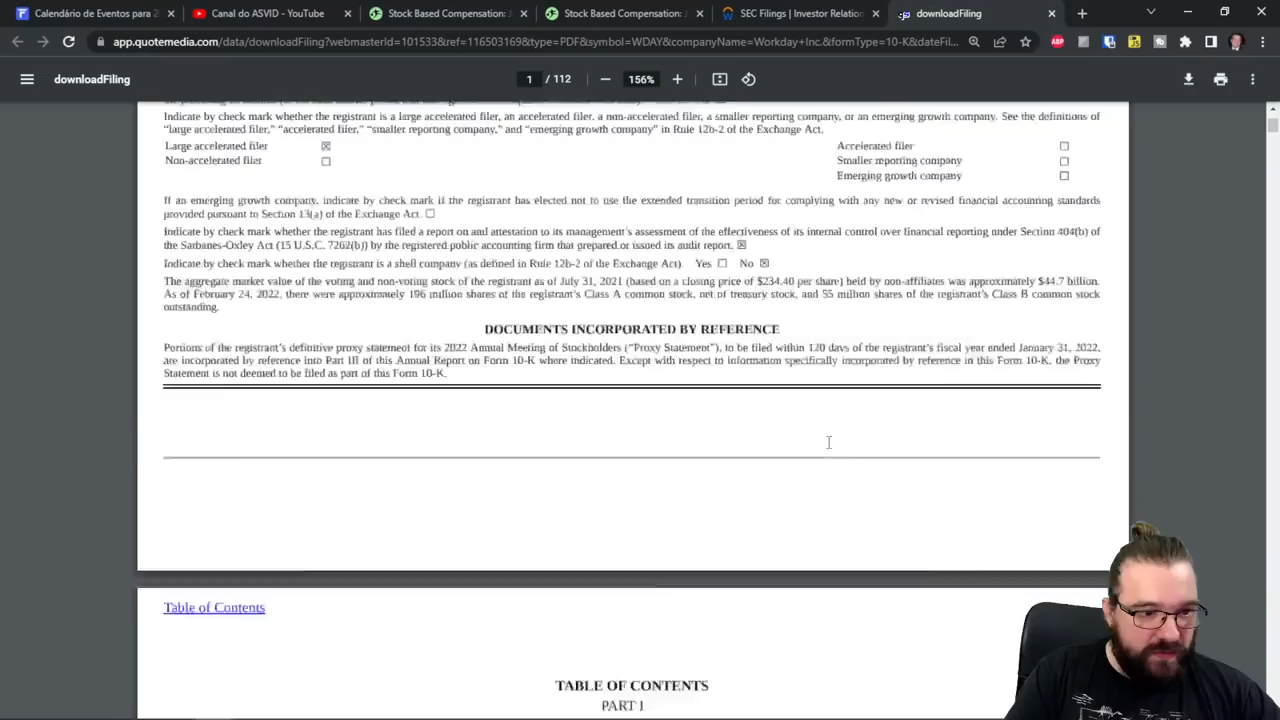 Calendário de Eventos para 2
Canal do ASVID - YouTube
Stock Based Compensation: J
Stock Based Compensation:
SEC Filings | Investor Relation
downloadFiling
app.quotemedia.com/data/downloadFiling?webmasterId=101533&ref=116503169&type=PDF&symbol=WDAY&companyName=Workday+Inc.&formType=10-K&dateFil...
downloadFiling
1 / 112
156%
Indicate by check mark whether the registrant is a large accelerated filer, an accelerated filer, a non-accelerated filer, a smaller reporting company, or an emerging growth company. See the definitions of
“large accelerated filer,” “accelerated filer,” “smaller reporting company,” and “emerging growth company” in Rule 12b-2 of the Exchange Act.
Large accelerated filer ☒ Accelerated filer ☐
Non-accelerated filer ☐ Smaller reporting company ☐
Emerging growth company ☐
If an emerging growth company, indicate by check mark if the registrant has elected not to use the extended transition period for complying with any new or revised financial accounting standards
provided pursuant to Section 13(a) of the Exchange Act. ☐
Indicate by check mark whether the registrant has filed a report on and attestation to its management’s assessment of the effectiveness of its internal control over financial reporting under Section 404(b) of
the Sarbanes-Oxley Act (15 U.S.C. 7262(b)) by the registered public accounting firm that prepared or issued its audit report. ☒
Indicate by check mark whether the registrant is a shell company (as defined in Rule 12b-2 of the Exchange Act). Yes ☐ No ☒
The aggregate market value of the voting and non-voting stock of the registrant as of July 31, 2021 (based on a closing price of $234.40 per share) held by non-affiliates was approximately $44.7 billion.
As of February 24, 2022, there were approximately 196 million shares of the registrant’s Class A common stock, net of treasury stock, and 55 million shares of the registrant’s Class B common stock
outstanding.
DOCUMENTS INCORPORATED BY REFERENCE
Portions of the registrant’s definitive proxy statement for its 2022 Annual Meeting of Stockholders (“Proxy Statement”), to be filed within 120 days of the registrant’s fiscal year ended January 31, 2022,
are incorporated by reference into Part III of this Annual Report on Form 10-K where indicated. Except with respect to information specifically incorporated by reference in this Form 10-K, the Proxy
Statement is not deemed to be filed as part of this Form 10-K.
Table of Contents
TABLE OF CONTENTS
PART I